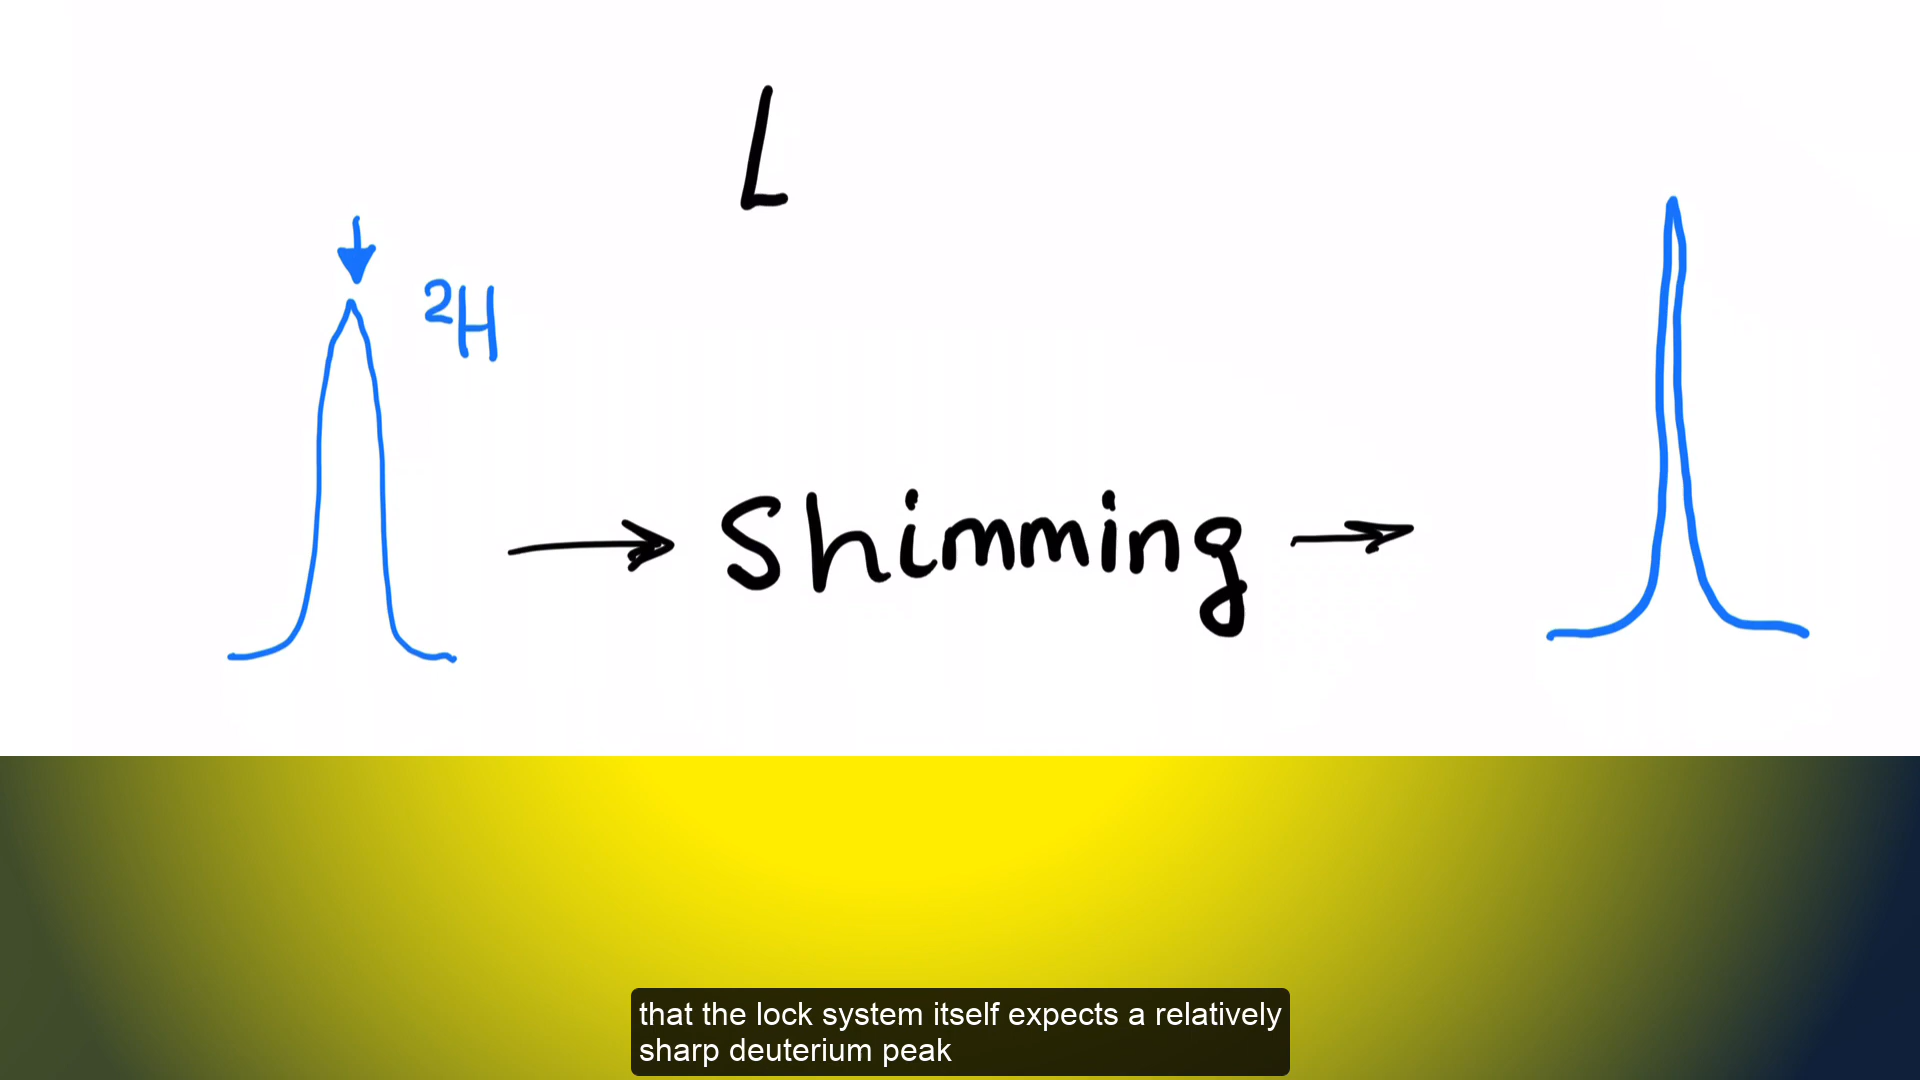 L
²H
Shimming
that the lock system itself expects a relatively
sharp deuterium peak